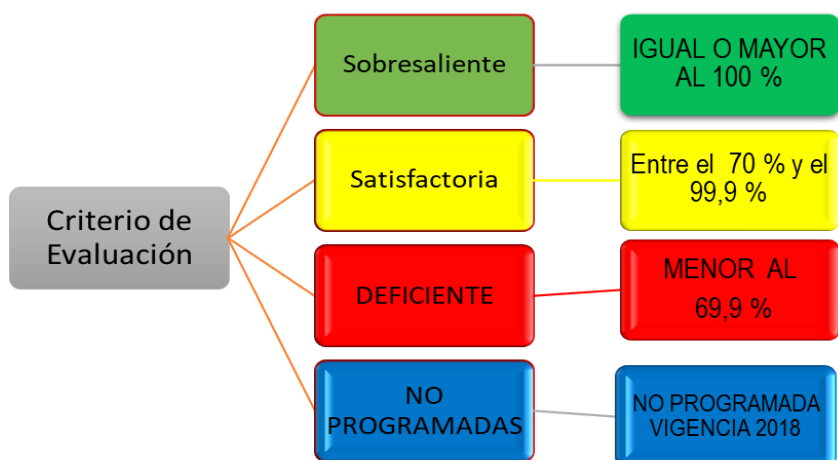 Criterio de
Evaluación
Sobresaliente
IGUAL O MAYOR
AL 100 %
Satisfactoria
Entre el 70 % y el
99,9 %
DEFICIENTE
MENOR AL
69,9 %
NO
PROGRAMADAS
NO PROGRAMADA
VIGENCIA 2018